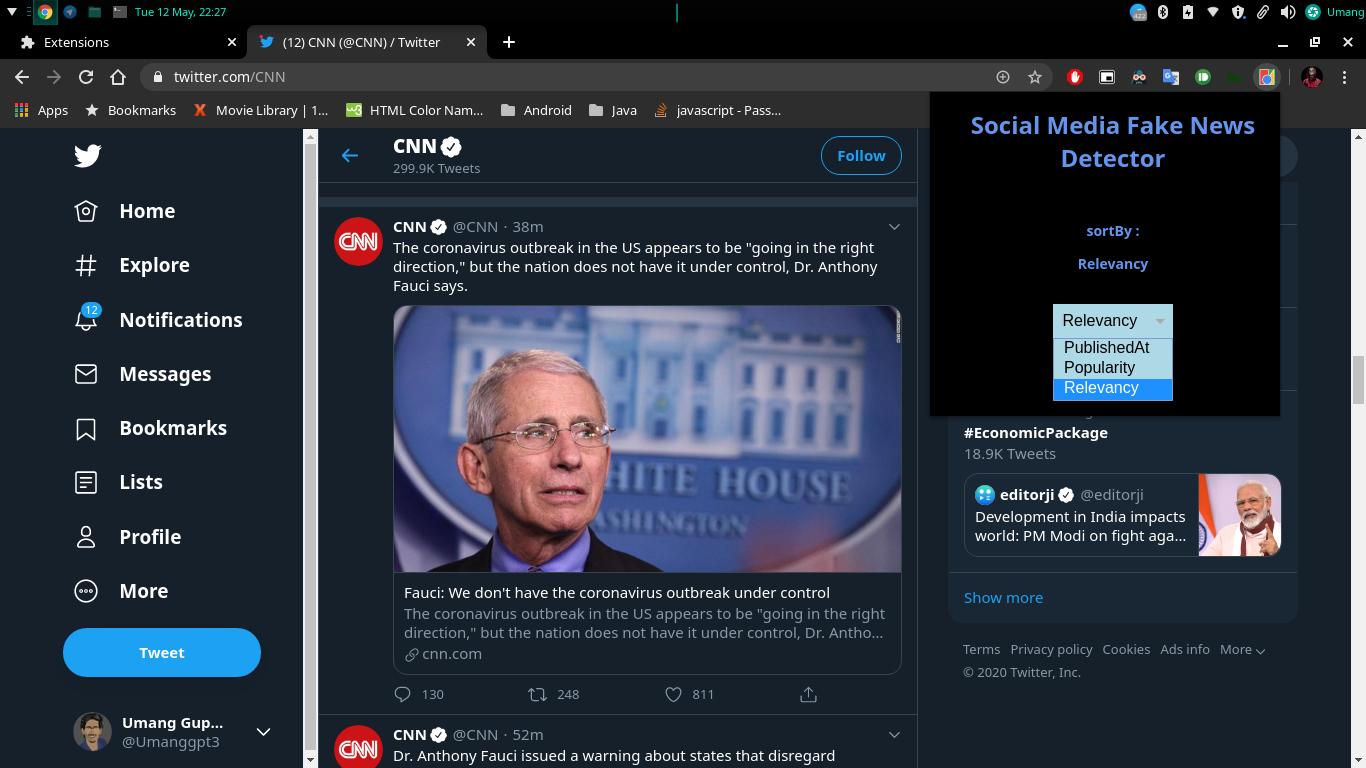 Tue 12 May, 22:27
422
Umang
Extensions
(12) CNN (@CNN) / Twitter
twitter.com/CNN
Apps
Bookmarks
Movie Library | 1...
HTML Color Nam...
Android
Java
javascript - Pass...
Home
Explore
12
Notifications
Messages
Bookmarks
Lists
Profile
More
Tweet
Umang Gup...
@Umanggpt3
CNN
299.9K Tweets
Follow
CNN
CNN @CNN · 38m
The coronavirus outbreak in the US appears to be "going in the right
direction," but the nation does not have it under control, Dr. Anthony
Fauci says.
WHITE HOUSE
WASHINGTON
Fauci: We don't have the coronavirus outbreak under control
The coronavirus outbreak in the US appears to be "going in the right
direction," but the nation does not have it under control, Dr. Antho...
cnn.com
130
248
811
CNN
CNN @CNN · 52m
Dr. Anthony Fauci issued a warning about states that disregard
Social Media Fake News
Detector
sortBy :
Relevancy
Relevancy
PublishedAt
Popularity
Relevancy
#EconomicPackage
18.9K Tweets
editorji @editorji
Development in India impacts
world: PM Modi on fight aga...
Show more
Terms Privacy policy Cookies Ads info More
© 2020 Twitter, Inc.